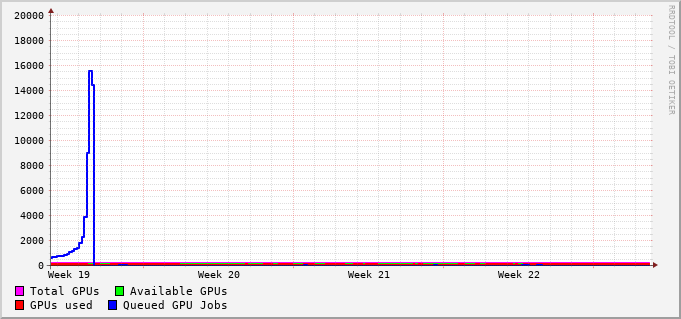 20000
18000
16000
14000
12000
10000
8000
6000
4000
2000
0
Week 19 Week 20 Week 21 Week 22
Total GPUs Available GPUs
GPUs used Queued GPU Jobs
RRDTOOL / TOBI OETIKER